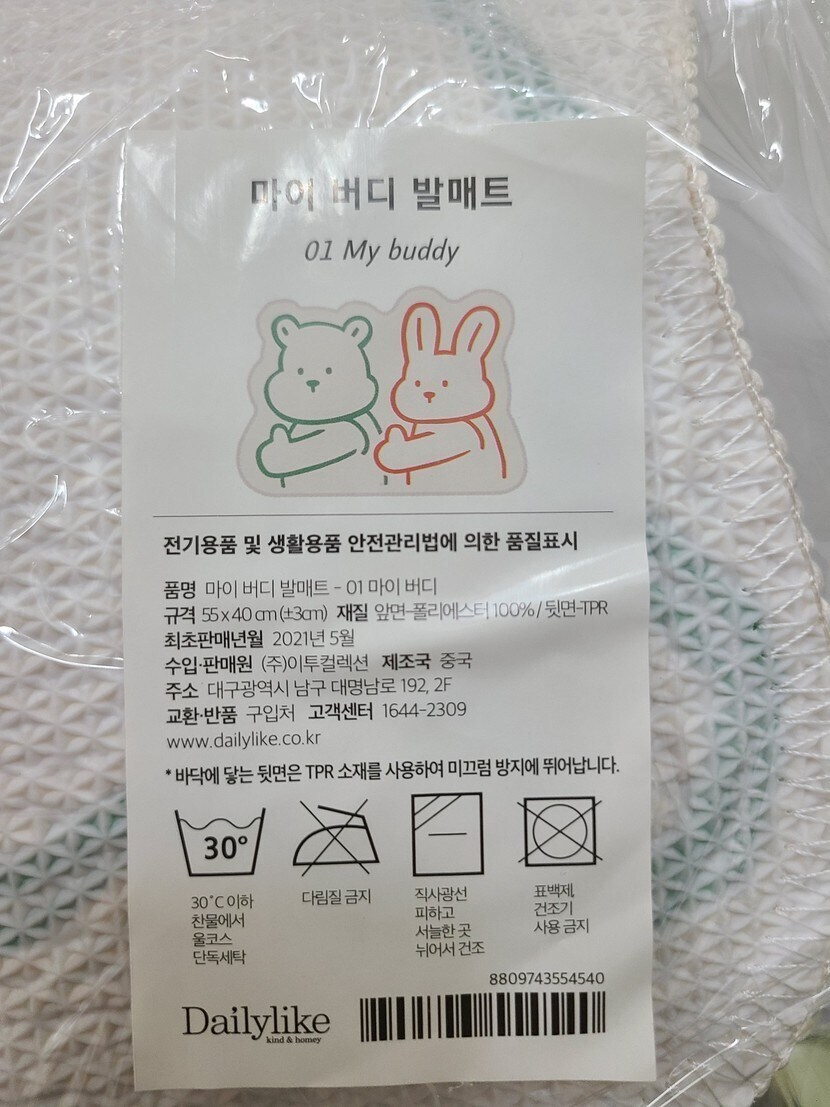 마이 버디 발매트
01 My buddy
전기용품 및 생활용품 안전관리법에 의한 품질표시
품명 마이 버디 발매트 - 01 마이 버디
규격 55 x 40 cm (±3cm) 재질 앞면-폴리에스터 100% / 뒷면-TPR
최초판매년월 2021년 5월
수입·판매원 (주)이투컬렉션 제조국 중국
주소 대구광역시 남구 대명남로 192, 2F
교환·반품 구입처 고객센터 1644-2309
www.dailylike.co.kr
* 바닥에 닿는 뒷면은 TPR 소재를 사용하여 미끄럼 방지에 뛰어납니다.
30°
30˚C 이하
찬물에서
울코스
단독세탁
다림질 금지
직사광선
피하고
서늘한 곳
뉘어서 건조
표백제,
건조기
사용 금지
8809743554540
Dailylike
kind & homey